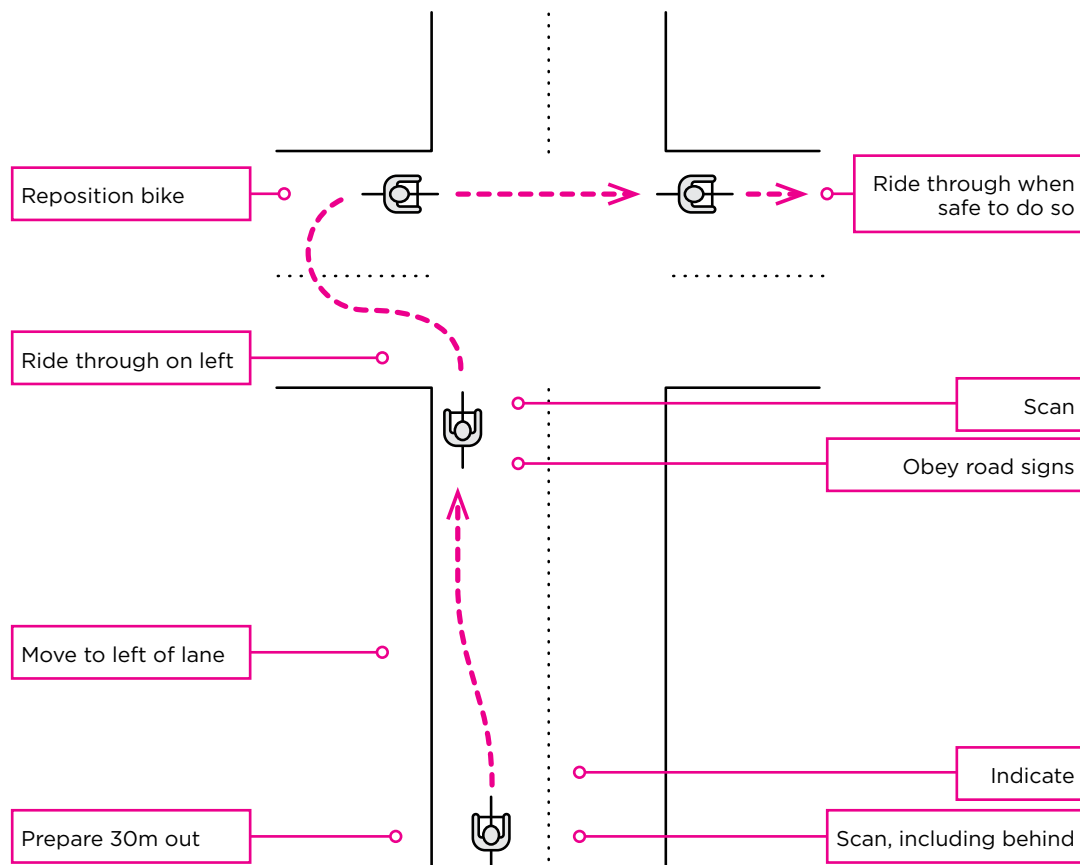 Reposition bike
Ride through when
safe to do so
Ride through on left
Scan
Obey road signs
Move to left of lane
Indicate
Prepare 30m out
Scan, including behind